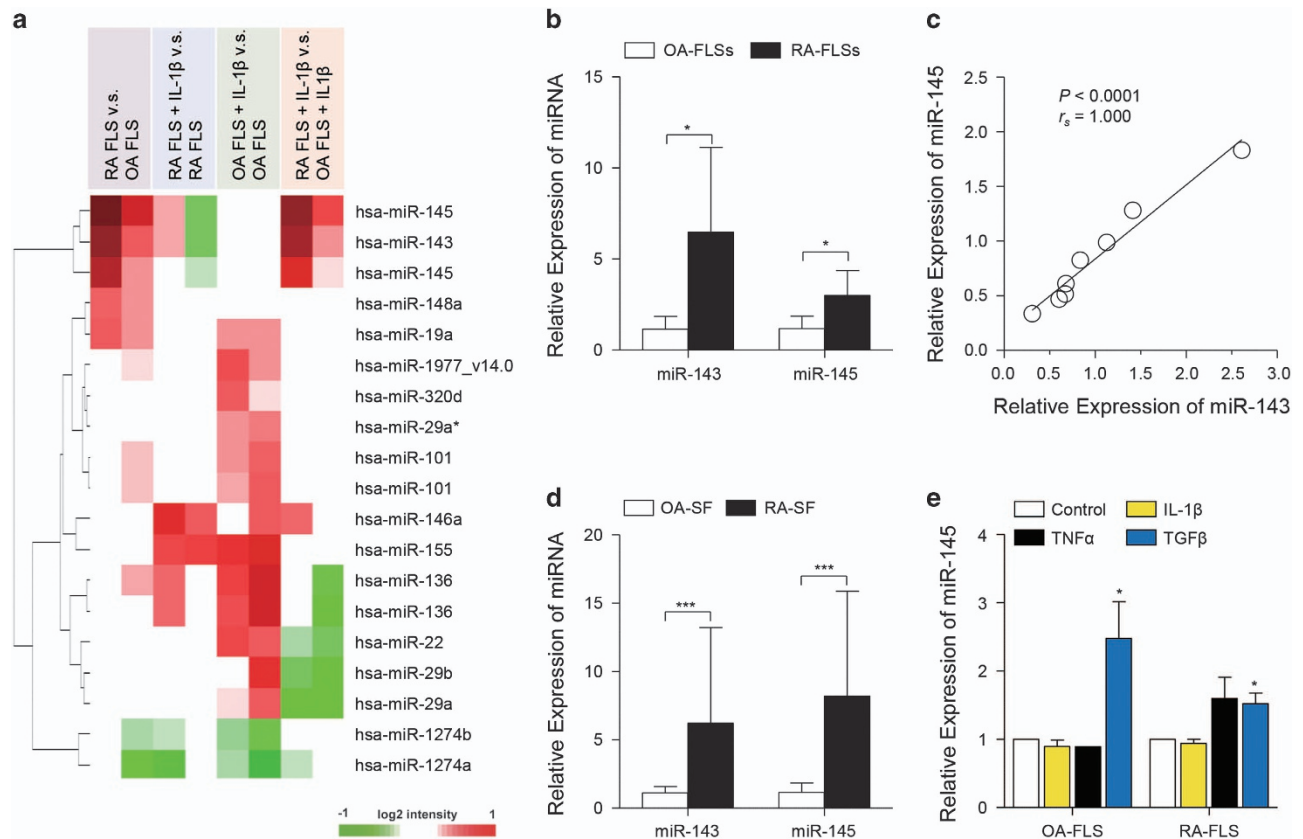 a
RA FLS v.s.
OA FLS
RA FLS + IL-1β v.s.
RA FLS
OA FLS + IL-1β v.s.
OA FLS
RA FLS + IL-1β v.s.
OA FLS + IL1β
hsa-miR-145
hsa-miR-143
hsa-miR-145
hsa-miR-148a
hsa-miR-19a
hsa-miR-1977_v14.0
hsa-miR-320d
hsa-miR-29a*
hsa-miR-101
hsa-miR-101
hsa-miR-146a
hsa-miR-155
hsa-miR-136
hsa-miR-136
hsa-miR-22
hsa-miR-29b
hsa-miR-29a
hsa-miR-1274b
hsa-miR-1274a
-1 log2 intensity 1
b
OA-FLSs RA-FLSs
Relative Expression of miRNA
15
10
5
0
*
*
miR-143 miR-145
c
P < 0.0001
rs = 1.000
Relative Expression of miR-145
2.5
2.0
1.5
1.0
0.5
0
0.0 0.5 1.0 1.5 2.0 2.5 3.0
Relative Expression of miR-143
d
OA-SF RA-SF
Relative Expression of miRNA
20
15
10
5
0
***
***
miR-143 miR-145
e
Control IL-1β
TNFα TGFβ
Relative Expression of miR-145
4
3
2
1
0
*
*
OA-FLS RA-FLS